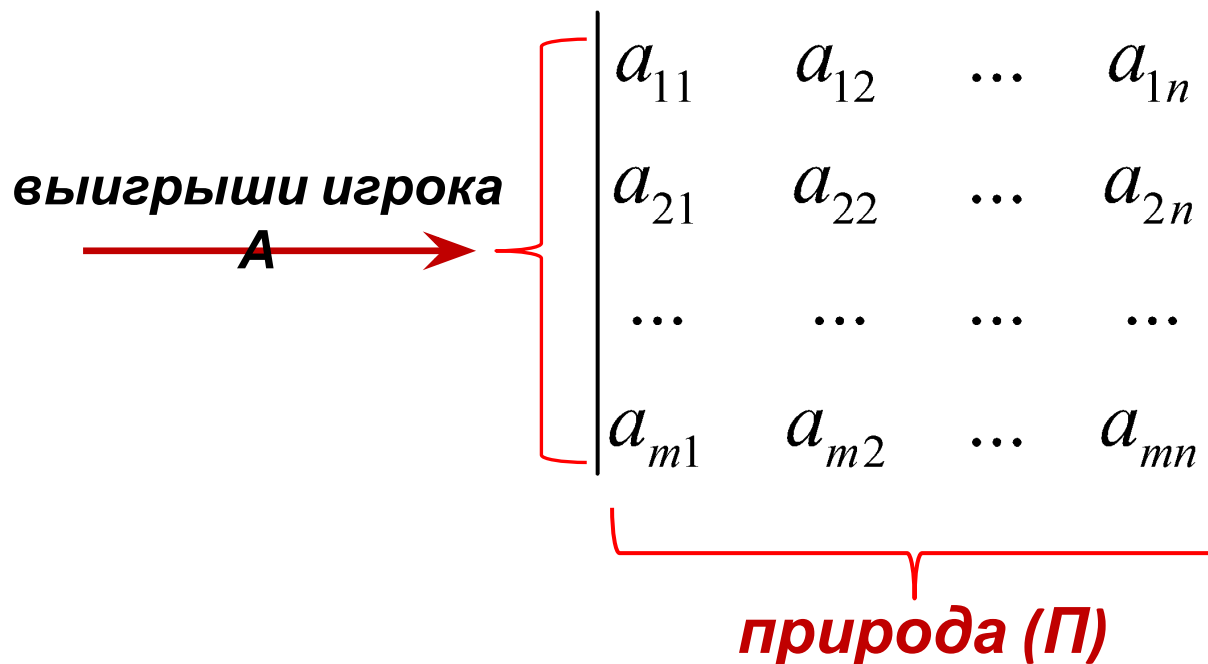 a₁₁ a₁₂ ... a₁ₙ
выигрыши игрока
А
a₂₁ a₂₂ ... a₂ₙ
... ... ... ...
aₘ₁ aₘ₂ ... aₘₙ
природа (П)